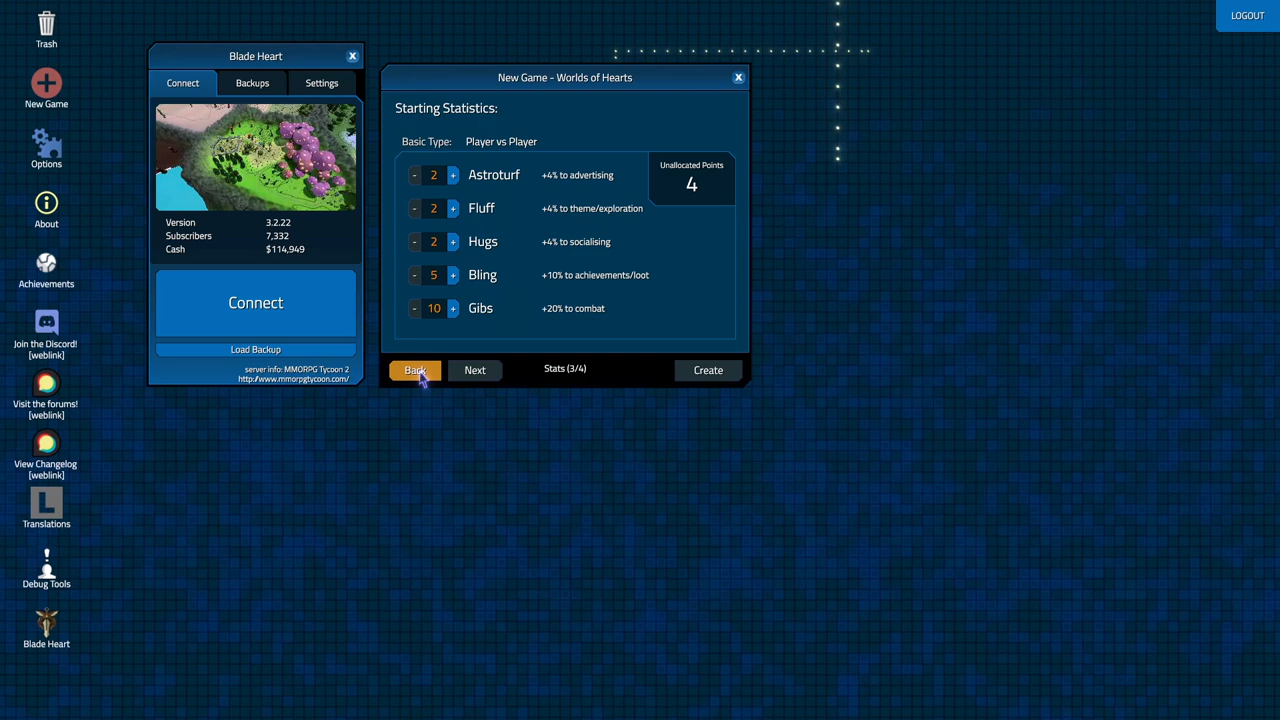 LOGOUT
Trash
New Game
Options
About
Achievements
Join the Discord!
[weblink]
Visit the forums!
[weblink]
View Changelog
[weblink]
L
Translations
Debug Tools
Blade Heart
Blade Heart
X
Connect
Backups
Settings
Version 3.2.22
Subscribers 7,332
Cash $114,949
Connect
Load Backup
server info: MMORPG Tycoon 2
http://www.mmorpgtycoon.com/
New Game - Worlds of Hearts
X
Starting Statistics:
Basic Type: Player vs Player
Unallocated Points
4
- 2 + Astroturf +4% to advertising
- 2 + Fluff +4% to theme/exploration
- 2 + Hugs +4% to socialising
- 5 + Bling +10% to achievements/loot
- 10 + Gibs +20% to combat
Back
Next
Stats (3/4)
Create